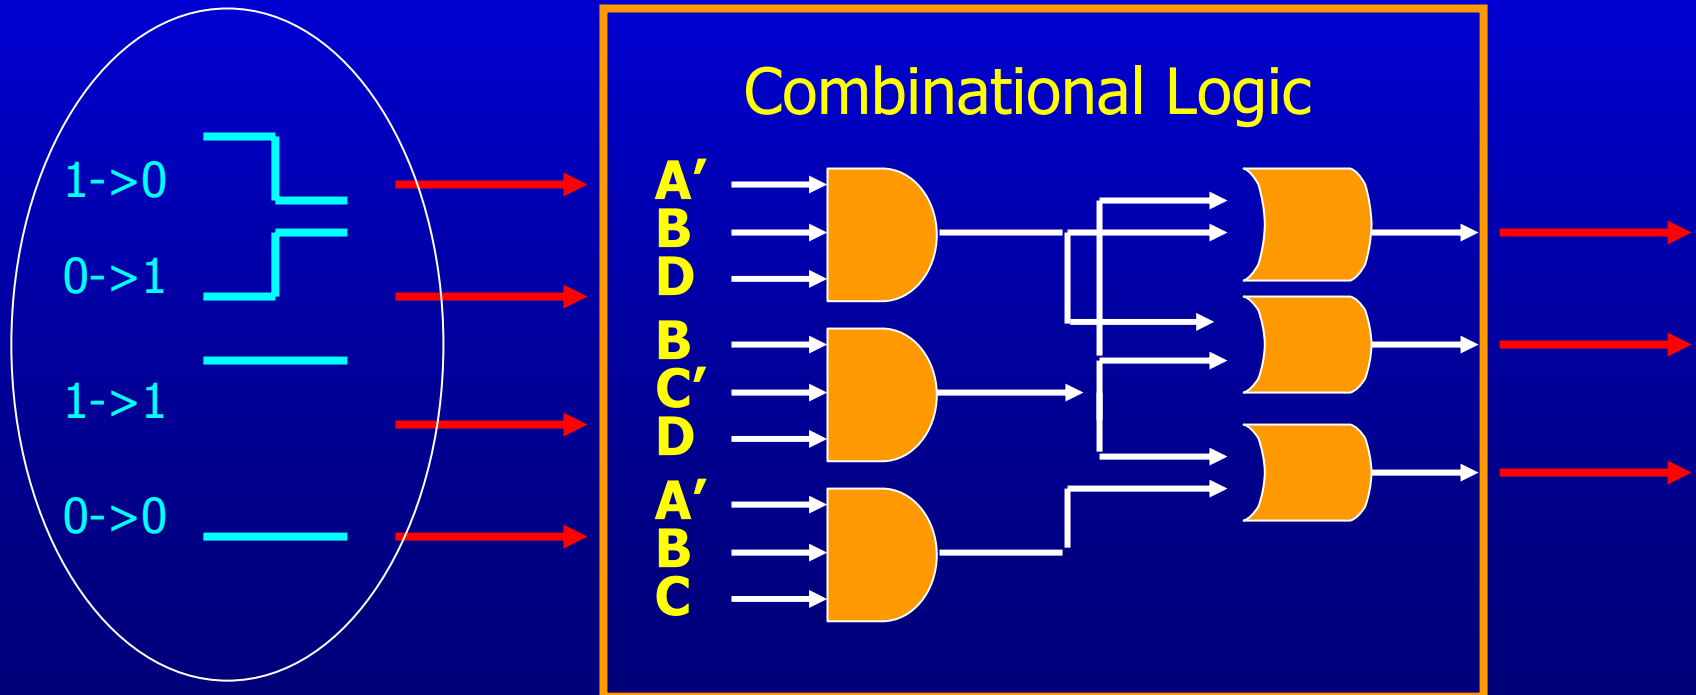 Combinational Logic
1->0
0->1
1->1
0->0
A’
B
D
B
C’
D
A’
B
C